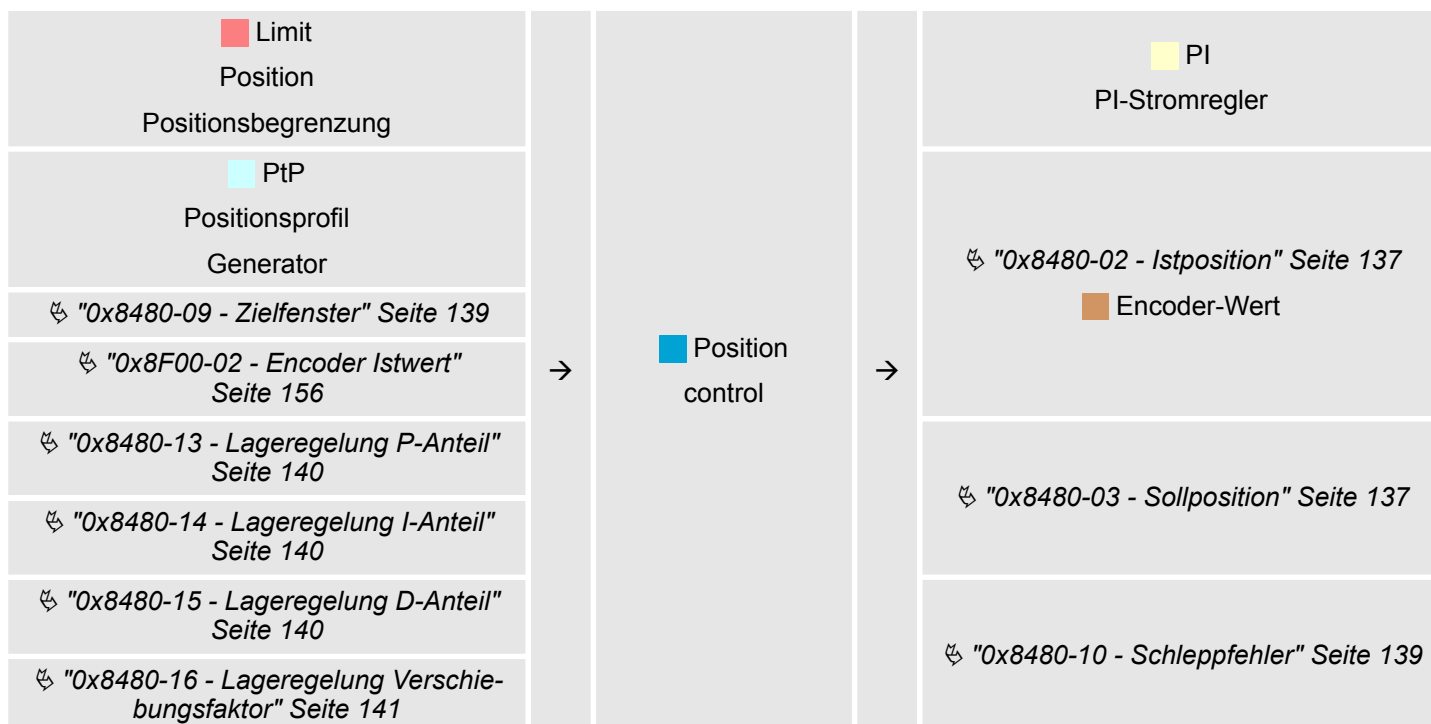 Limit
Position
Positionsbegrenzung
PtP
Positionsprofil
Generator
"0x8480-09 - Zielfenster" Seite 139
"0x8F00-02 - Encoder Istwert"
Seite 156
"0x8480-13 - Lageregelung P-Anteil"
Seite 140
"0x8480-14 - Lageregelung I-Anteil"
Seite 140
"0x8480-15 - Lageregelung D-Anteil"
Seite 140
"0x8480-16 - Lageregelung Verschie-
bungsfaktor" Seite 141
→
Position
control
→
PI
PI-Stromregler
"0x8480-02 - Istposition" Seite 137
Encoder-Wert
"0x8480-03 - Sollposition" Seite 137
"0x8480-10 - Schleppfehler" Seite 139